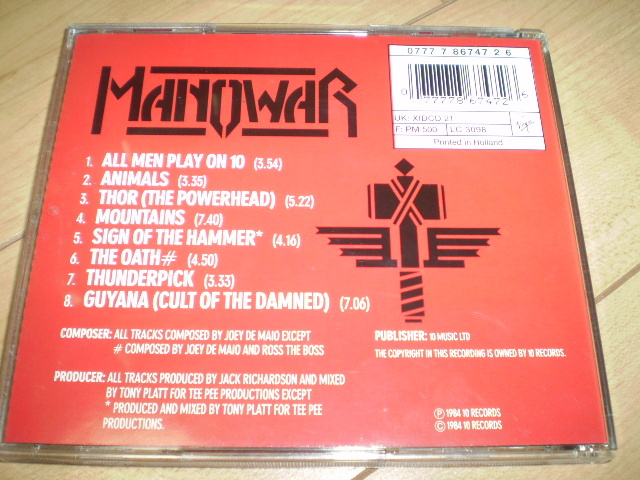 MANOWAR
0777 7 86747 2 6
0 77778 67472 6
UK: XIDCD 21
F: PM 500
LC 3098
Printed in Holland
1. ALL MEN PLAY ON 10 (3.54)
2. ANIMALS (3.35)
3. THOR (THE POWERHEAD) (5.22)
4. MOUNTAINS (7.40)
5. SIGN OF THE HAMMER* (4.16)
6. THE OATH# (4.50)
7. THUNDERPICK (3.33)
8. GUYANA (CULT OF THE DAMNED) (7.06)
COMPOSER: ALL TRACKS COMPOSED BY JOEY DE MAIO EXCEPT
# COMPOSED BY JOEY DE MAIO AND ROSS THE BOSS
PRODUCER: ALL TRACKS PRODUCED BY JACK RICHARDSON AND MIXED
BY TONY PLATT FOR TEE PEE PRODUCTIONS EXCEPT
* PRODUCED AND MIXED BY TONY PLATT FOR TEE PEE
PRODUCTIONS.
PUBLISHER: 10 MUSIC LTD
THE COPYRIGHT IN THIS RECORDING IS OWNED BY 10 RECORDS.
Ⓟ 1984 10 RECORDS
© 1984 10 RECORDS